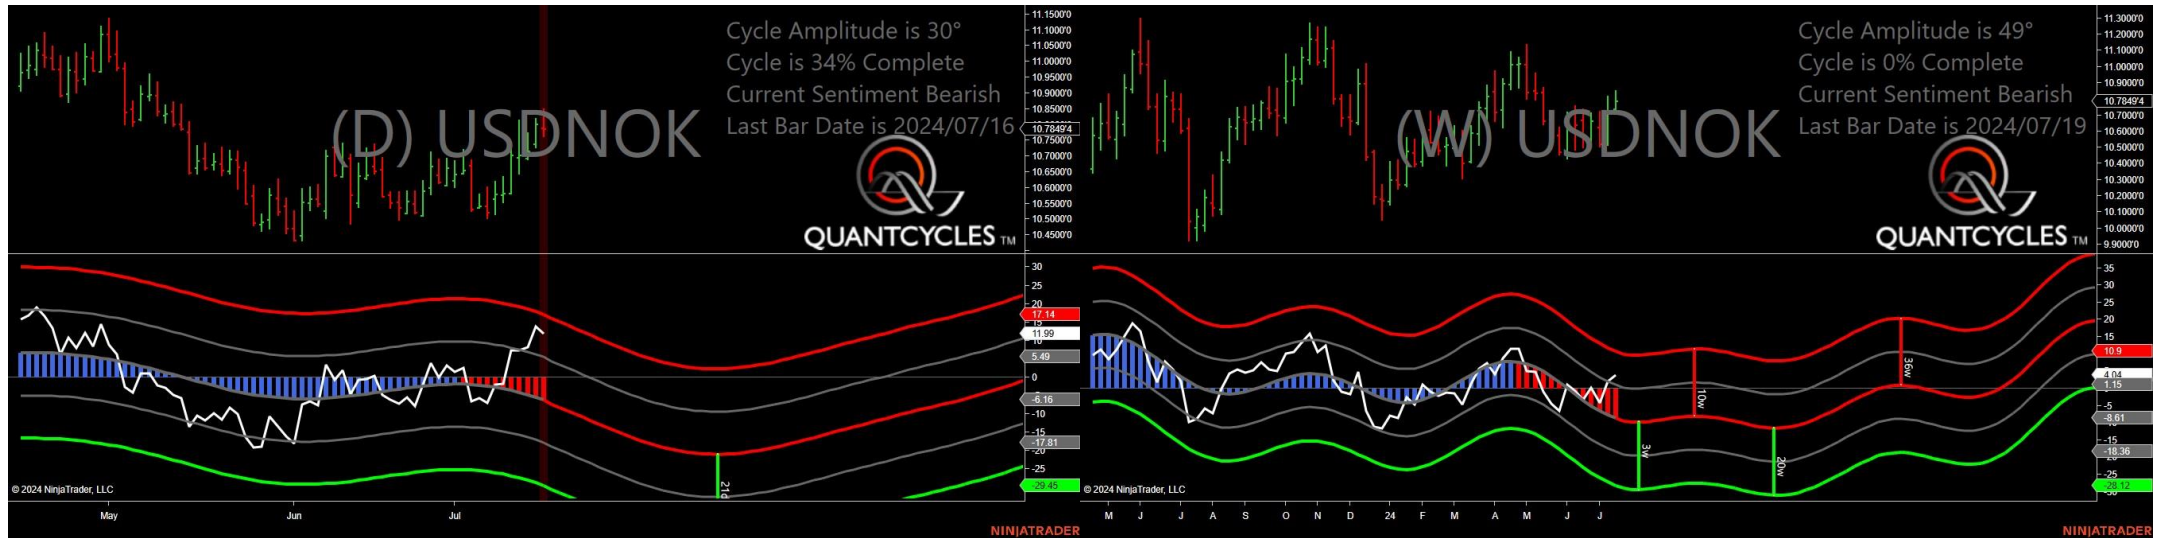 Cycle Amplitude is 30°
Cycle is 34% Complete
Current Sentiment Bearish
Last Bar Date is 2024/07/16
(D) USDNOK
QUANTCYCLES TM
11.1500'0
11.1000'0
11.0500'0
11.0000'0
10.9500'0
10.9000'0
10.8500'0
10.7849'4
10.7500'0
10.7000'0
10.6500'0
10.6000'0
10.5500'0
10.5000'0
10.4500'0
30
25
20
17.14
15
11.99
10
5.49
0
-6.16
-10
-15
-17.81
-20
-25
-29.45
21d
© 2024 NinjaTrader, LLC
May Jun Jul
NINJATRADER
Cycle Amplitude is 49°
Cycle is 0% Complete
Current Sentiment Bearish
Last Bar Date is 2024/07/19
(W) USDNOK
QUANTCYCLES TM
11.3000'0
11.2000'0
11.1000'0
11.0000'0
10.9000'0
10.7849'4
10.7000'0
10.6000'0
10.5000'0
10.4000'0
10.3000'0
10.2000'0
10.1000'0
10.0000'0
9.9000'0
35
30
25
20
15
10.9
4.04
1.15
-5
-8.61
-15
-18.36
-25
-28.12
3w
10w
20w
36w
© 2024 NinjaTrader, LLC
M J J A S O N D 24 F M A M J J
NINJATRADER